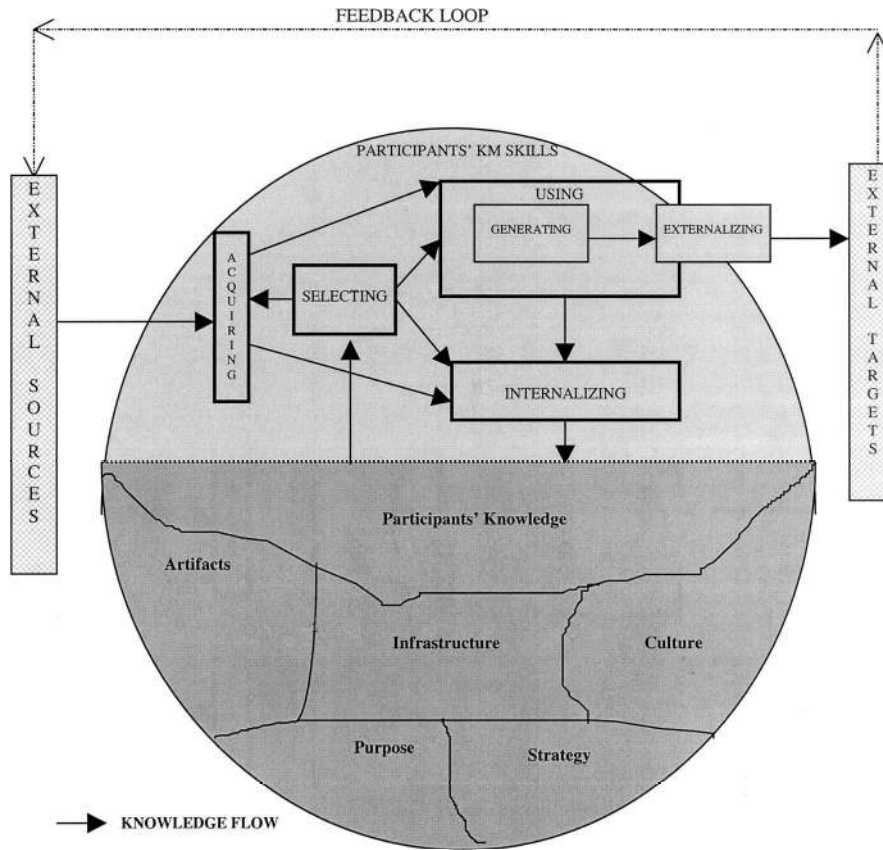 FEEDBACK LOOP
PARTICIPANTS' KM SKILLS
EXTERNAL SOURCES
ACQUIRING
SELECTING
USING
GENERATING
EXTERNALIZING
INTERNALIZING
EXTERNAL TARGETS
Participants' Knowledge
Artifacts
Infrastructure
Culture
Purpose
Strategy
KNOWLEDGE FLOW